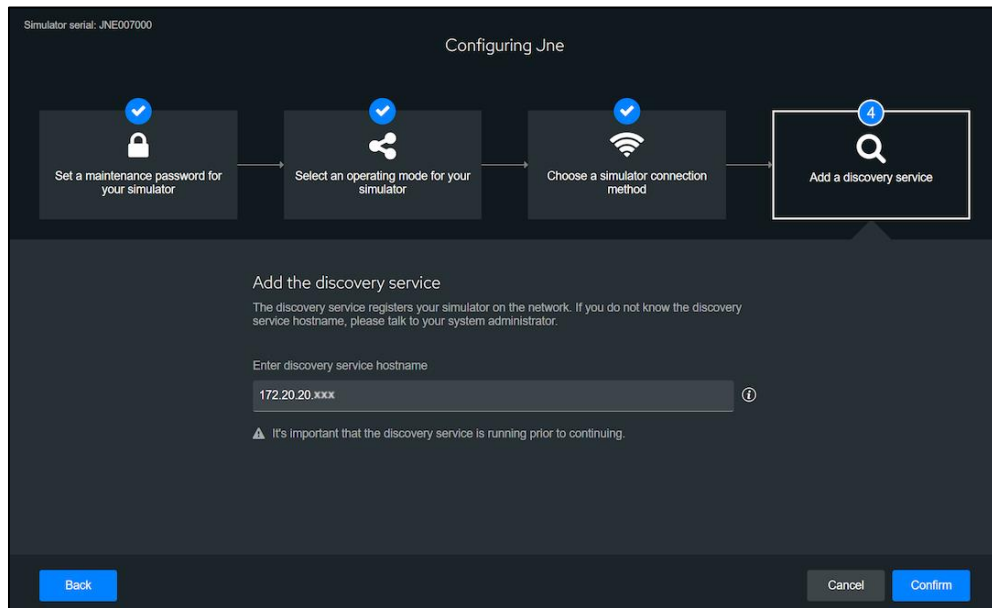 Simulator serial: JNE007000
Configuring Jne
4
Set a maintenance password for
your simulator
Select an operating mode for your
simulator
Choose a simulator connection
method
Add a discovery service
Add the discovery service
The discovery service registers your simulator on the network. If you do not know the discovery
service hostname, please talk to your system administrator.
Enter discovery service hostname
172.20.20.xxx
It's important that the discovery service is running prior to continuing.
Back
Cancel
Confirm